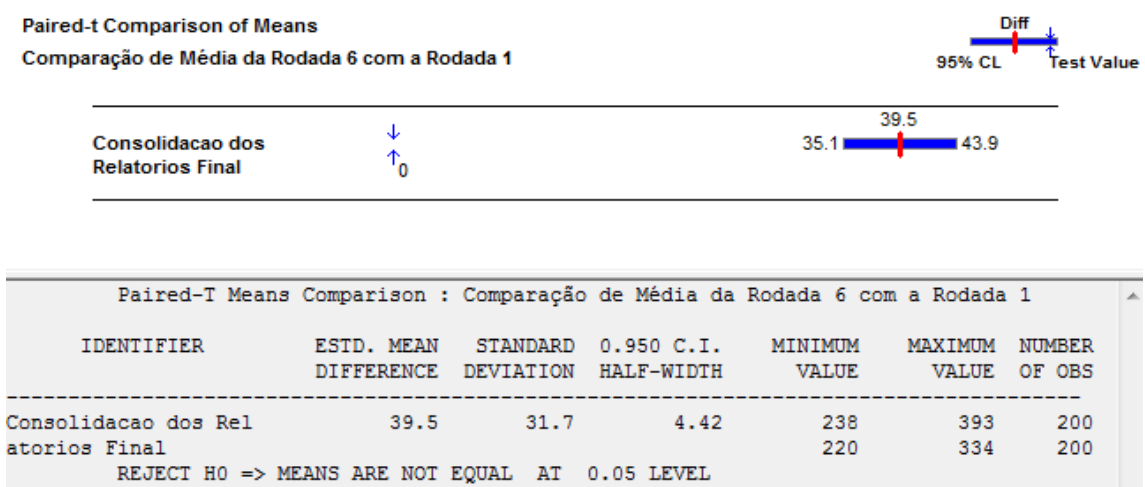 Paired-t Comparison of Means
Comparação de Média da Rodada 6 com a Rodada 1
Diff
95% CL Test Value
Consolidacao dos
Relatorios Final
0
39.5
35.1 43.9
Paired-T Means Comparison : Comparação de Média da Rodada 6 com a Rodada 1
IDENTIFIER ESTD. MEAN STANDARD 0.950 C.I. MINIMUM MAXIMUM NUMBER
DIFFERENCE DEVIATION HALF-WIDTH VALUE VALUE OF OBS
Consolidacao dos Rel 39.5 31.7 4.42 238 393 200
atorios Final 220 334 200
REJECT H0 => MEANS ARE NOT EQUAL AT 0.05 LEVEL